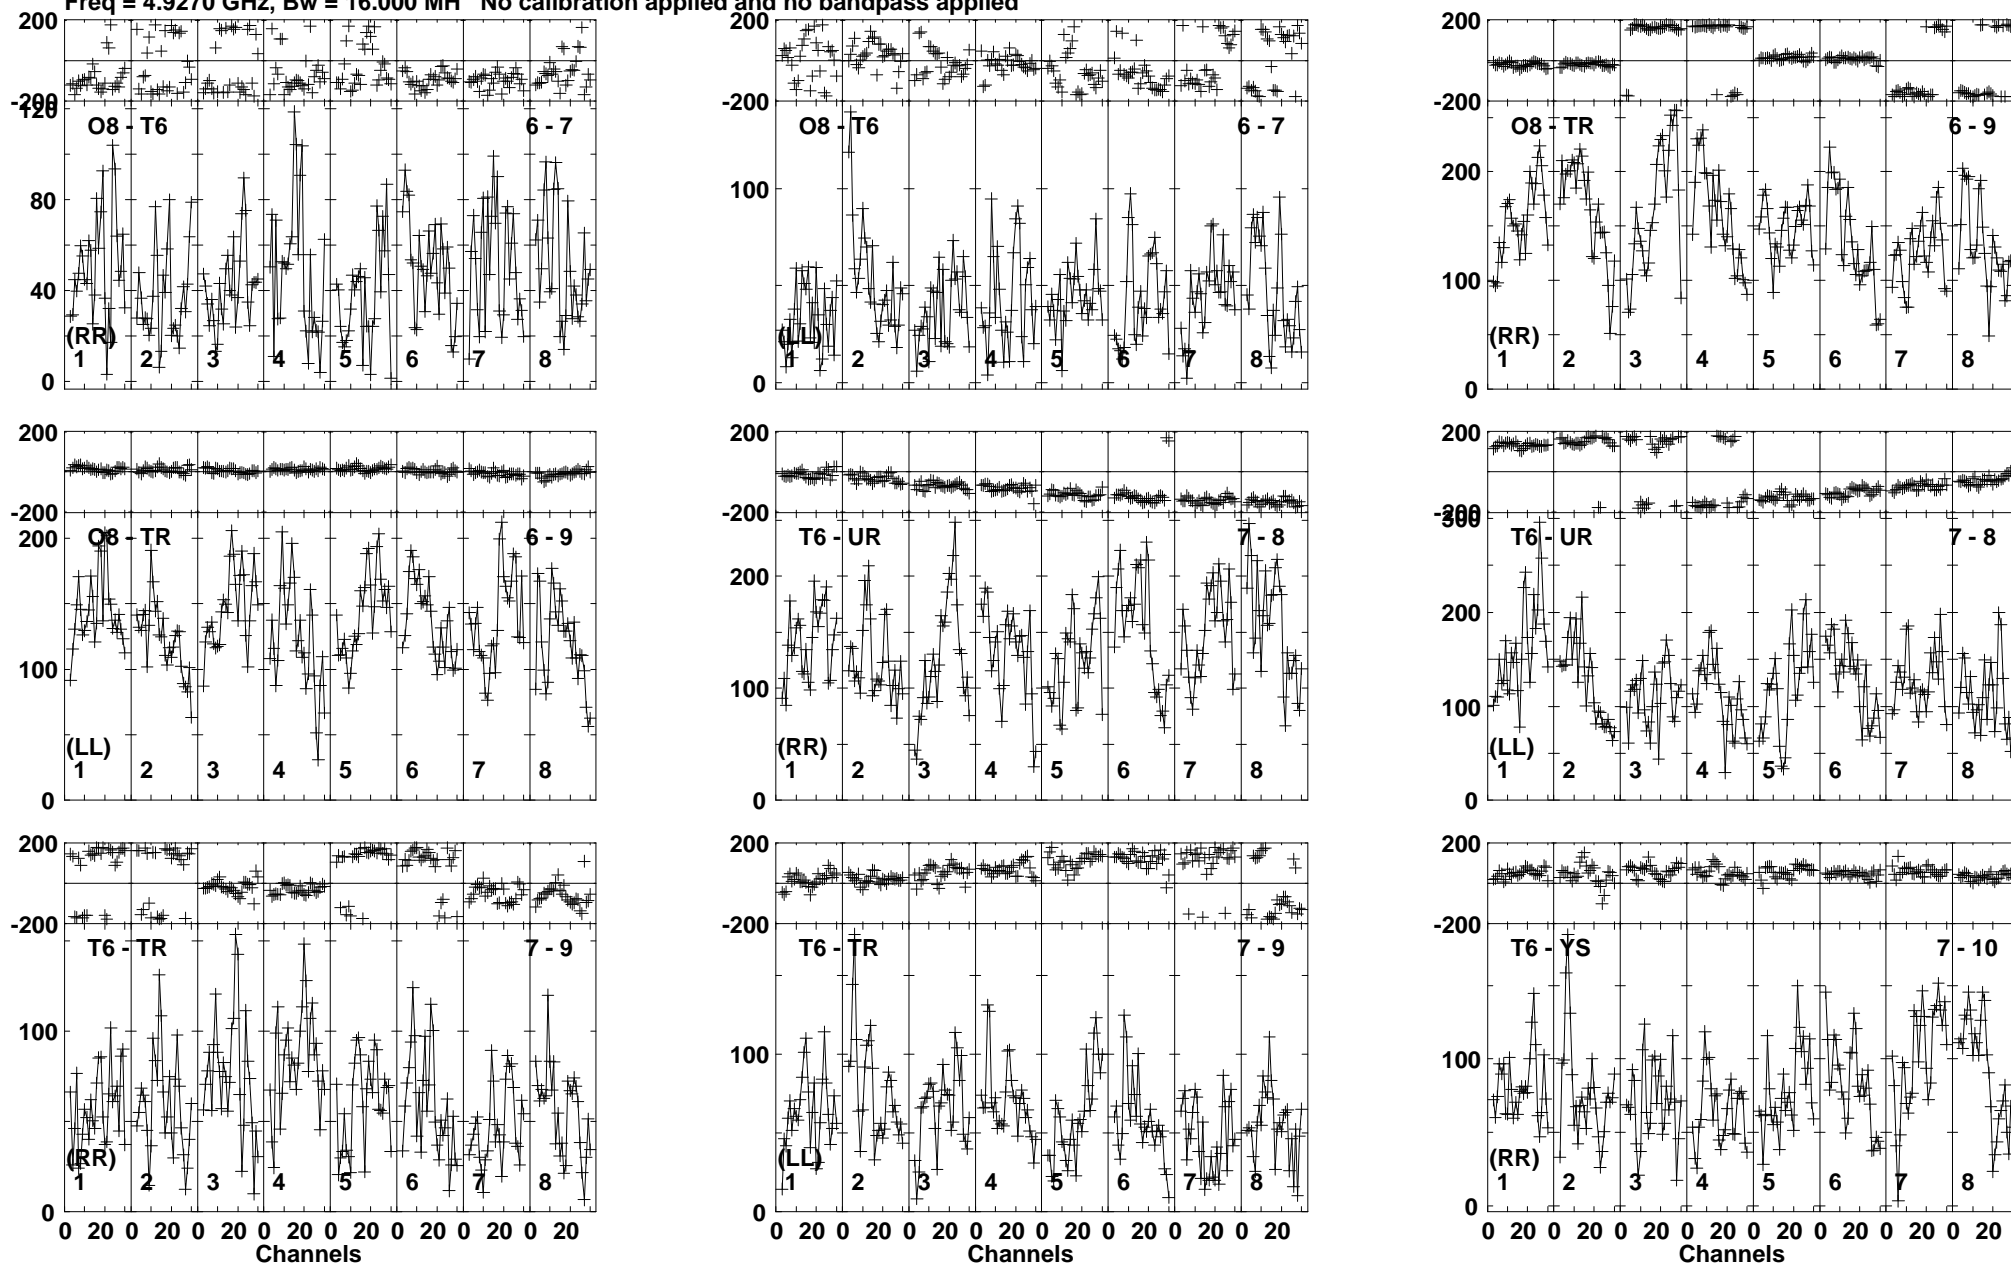 Freq = 4.9270 GHz, Bw = 16.000 MH No calibration applied and no bandpass applied
200
-200
120
80
40
0
O8 - T6 6 - 7
(RR)
1 2 3 4 5 6 7 8
200
-200
100
0
O8 - T6 6 - 7
(LL)
1 2 3 4 5 6 7 8
200
-200
200
100
0
O8 - TR 6 - 9
(RR)
1 2 3 4 5 6 7 8
200
-200
200
100
0
O8 - TR 6 - 9
(LL)
1 2 3 4 5 6 7 8
200
-200
200
100
0
T6 - UR 7 - 8
(RR)
1 2 3 4 5 6 7 8
200
-200
300
200
100
0
T6 - UR 7 - 8
(LL)
1 2 3 4 5 6 7 8
200
-200
100
0
T6 - TR 7 - 9
(RR)
1 2 3 4 5 6 7 8
0 20 0 20 0 20 0 20 0 20 0 20 0 20 0 20
Channels
200
-200
100
0
T6 - TR 7 - 9
(LL)
1 2 3 4 5 6 7 8
0 20 0 20 0 20 0 20 0 20 0 20 0 20 0 20
Channels
200
-200
100
0
T6 - YS 7 - 10
(RR)
1 2 3 4 5 6 7 8
0 20 0 20 0 20 0 20 0 20 0 20 0 20 0 20
Channels